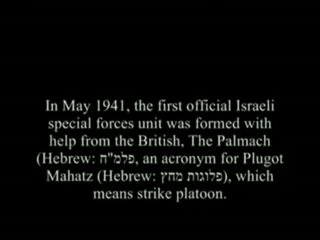 In May 1941, the first official Israeli
special forces unit was formed with
help from the British, The Palmach
(Hebrew: פלמ"ח, an acronym for Plugot
Mahatz (Hebrew: פלוגות מחץ), which
means strike platoon.